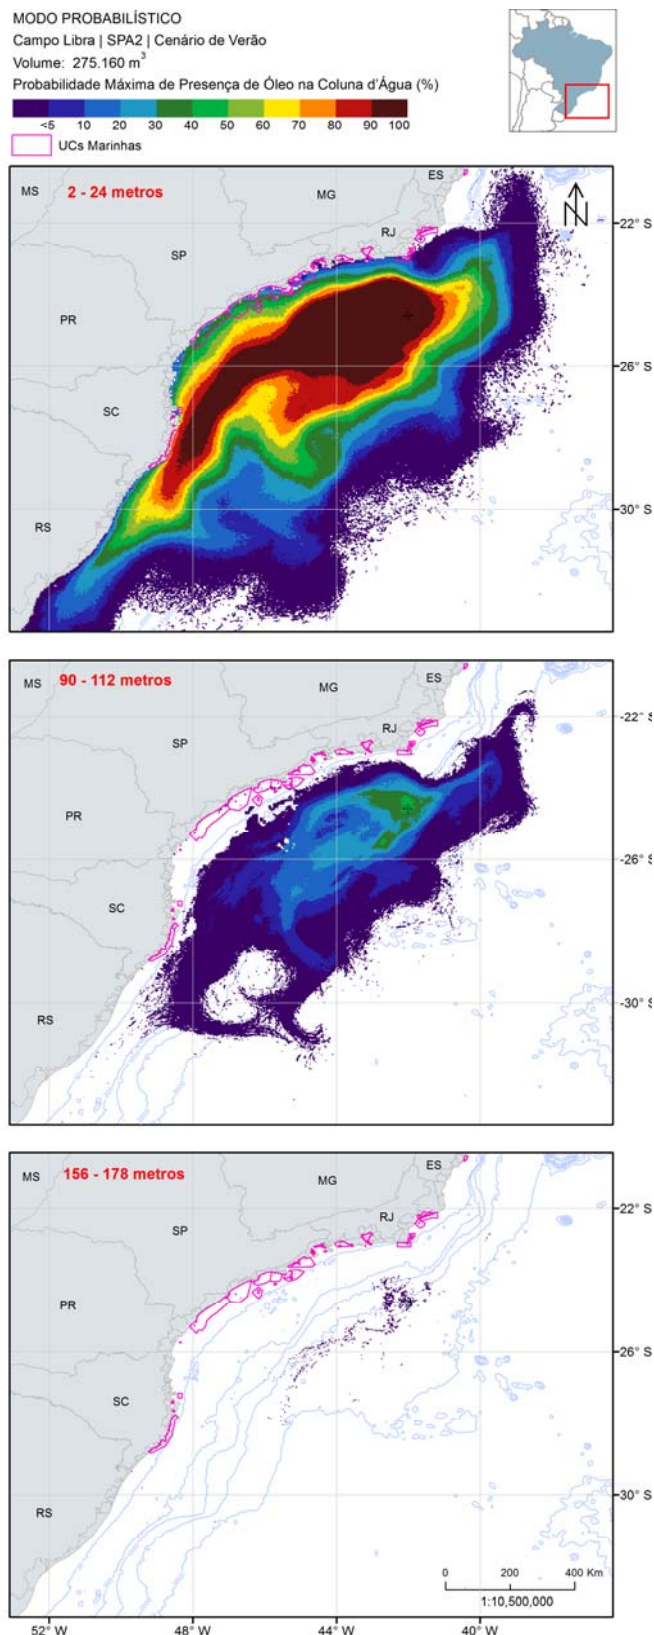 MODO PROBABILÍSTICO
Campo Libra | SPA2 | Cenário de Verão
Volume: 275.160 m³
Probabilidade Máxima de Presença de Óleo na Coluna d'Água (%)
<5 10 20 30 40 50 60 70 80 90 100
UCs Marinhas
2 - 24 metros
MS
MG
ES
RJ
SP
PR
SC
RS
N
-22° S
-26° S
-30° S
90 - 112 metros
MS
MG
ES
RJ
SP
PR
SC
RS
-22° S
-26° S
-30° S
156 - 178 metros
MS
MG
ES
RJ
SP
PR
SC
RS
-22° S
-26° S
-30° S
0 200 400 Km
1:10,500,000
52° W 48° W 44° W 40° W